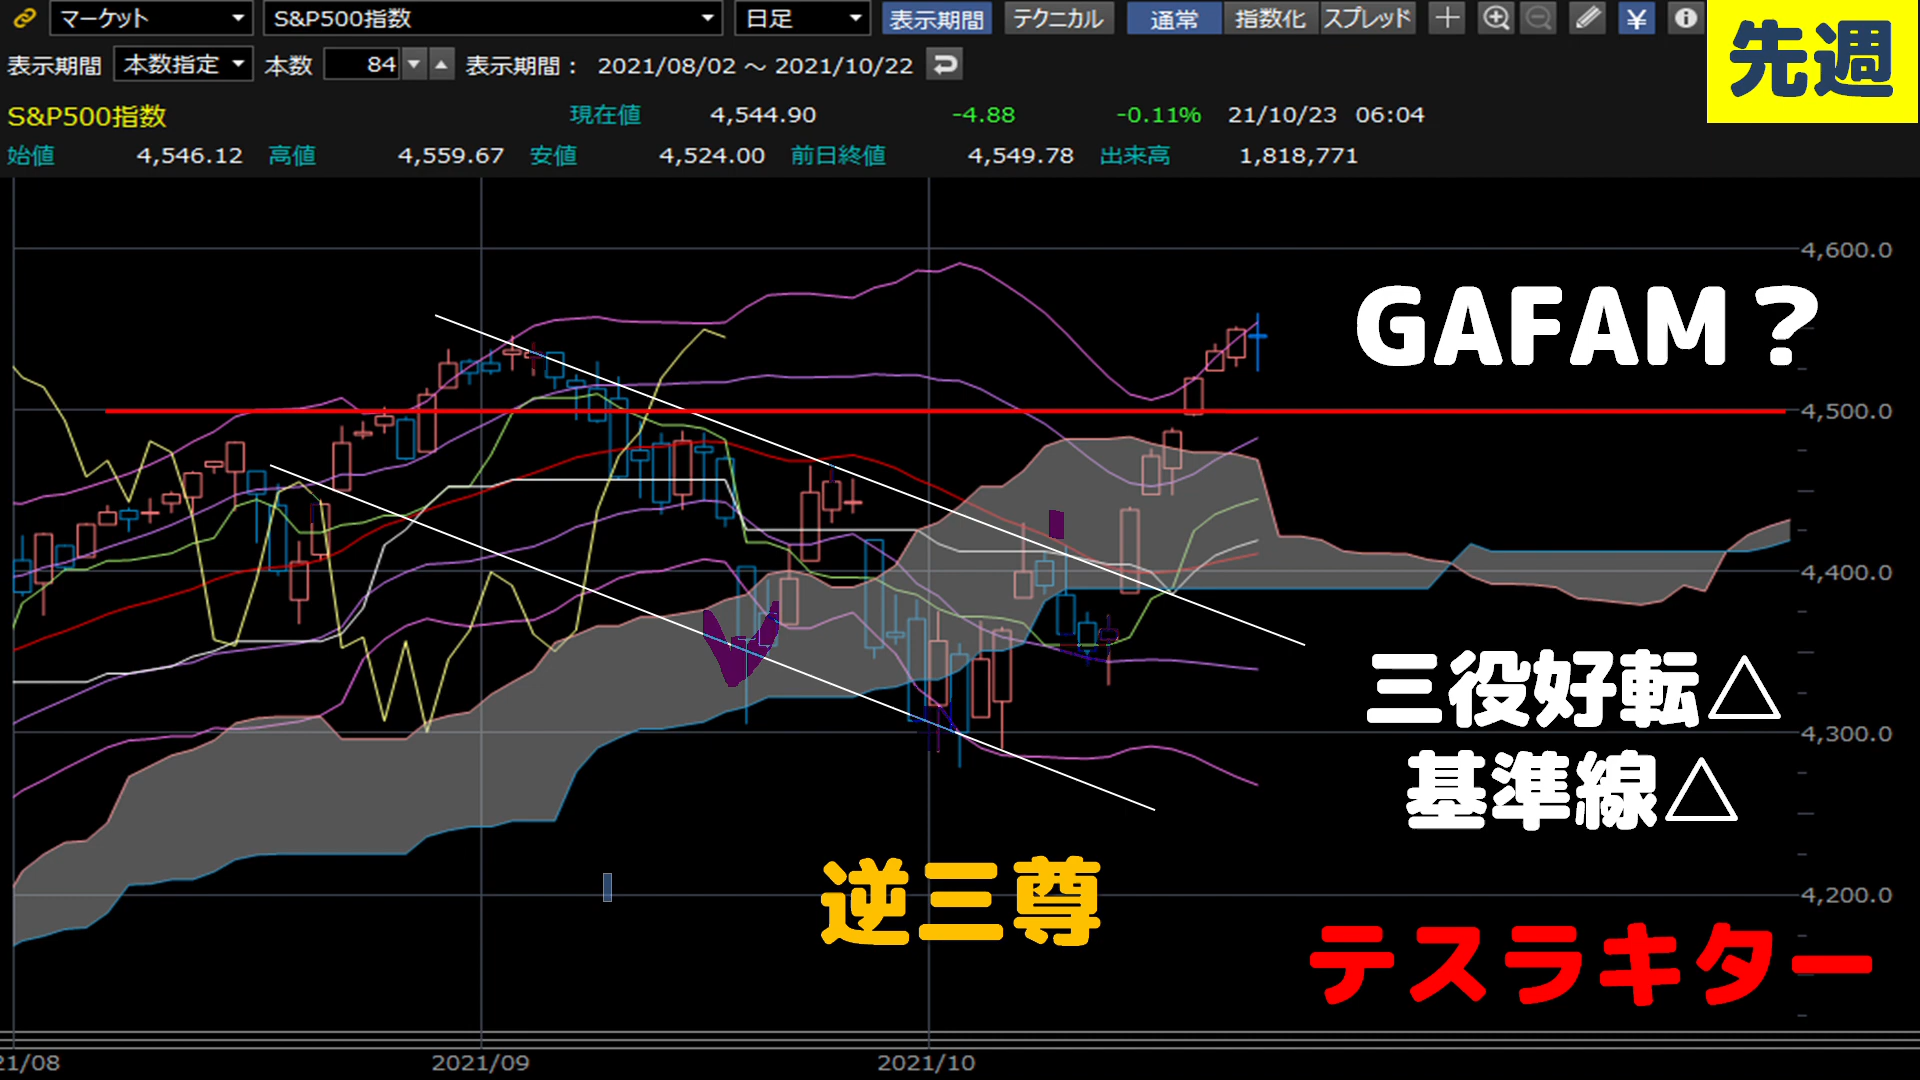 マーケット S&P500指数 日足 表示期間 テクニカル 通常 指数化 スプレッド ¥ 先週
表示期間 本数指定 本数 84 表示期間： 2021/08/02 ～ 2021/10/22
S&P500指数 現在値 4,544.90 -4.88 -0.11% 21/10/23 06:04
始値 4,546.12 高値 4,559.67 安値 4,524.00 前日終値 4,549.78 出来高 1,818,771
4,600.0
GAFAM？
4,500.0
4,400.0
三役好転△
4,300.0
基準線△
逆三尊
4,200.0
テスラキター
21/08 2021/09 2021/10